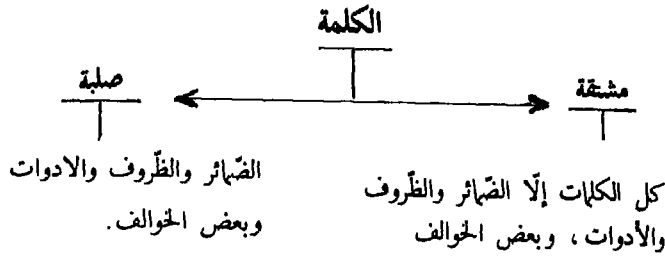 الكلمة
مشتقة
صلبة
كل الكلمات إلّا الضّمائر والظّروف
والأدوات، وبعض الخوالف
الضّمائر والظّروف والادوات
وبعض الخوالف.